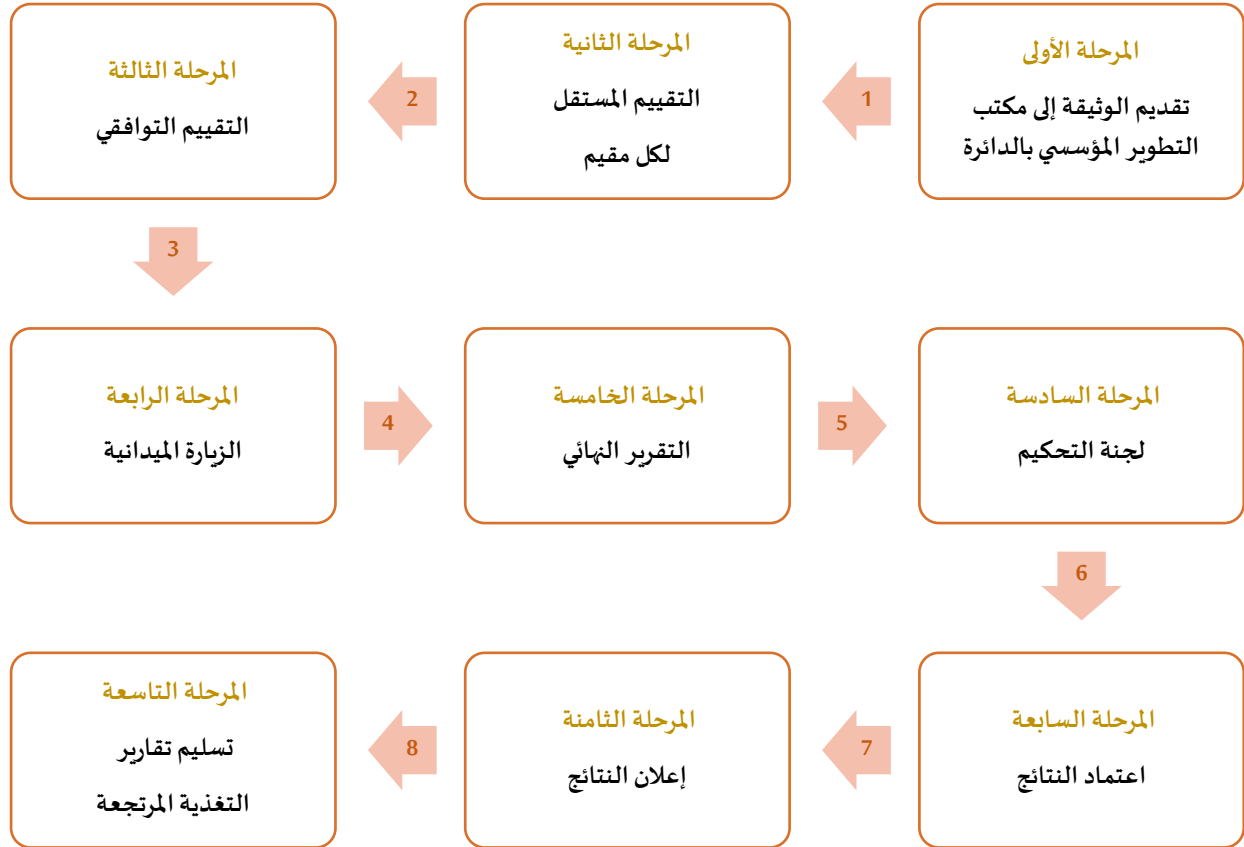 المرحلة الأولى
تقديم الوثيقة إلى مكتب
التطوير المؤسسي بالدائرة
1
المرحلة الثانية
التقييم المستقل
لكل مقيم
2
المرحلة الثالثة
التقييم التوافقي
3
المرحلة الرابعة
الزيارة الميدانية
4
المرحلة الخامسة
التقرير النهائي
5
المرحلة السادسة
لجنة التحكيم
6
المرحلة السابعة
اعتماد النتائج
7
المرحلة الثامنة
إعلان النتائج
8
المرحلة التاسعة
تسليم تقارير
التغذية المرتجعة